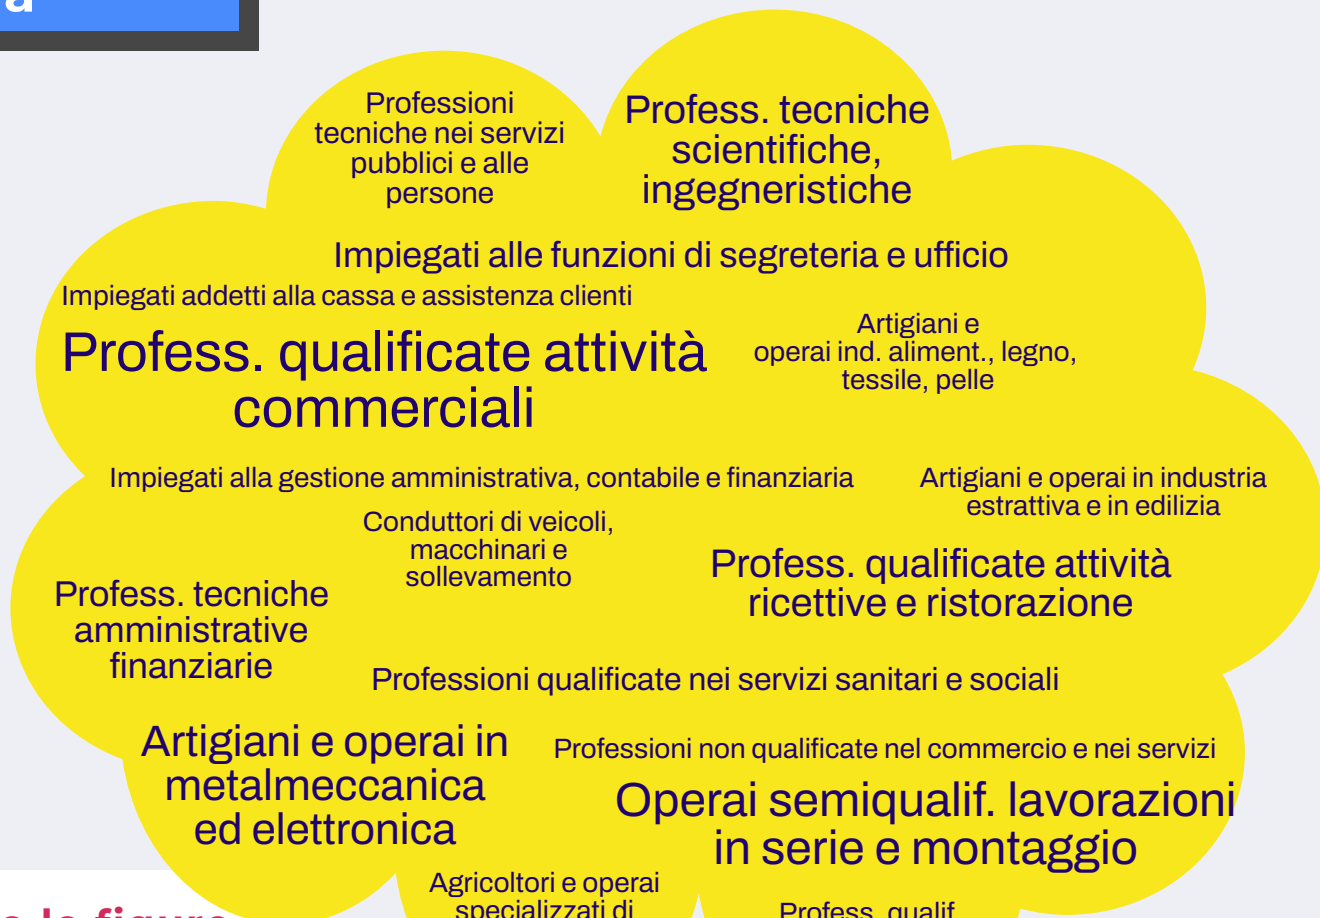 a
Professioni
tecniche nei servizi
pubblici e alle
persone
Profess. tecniche
scientifiche,
ingegneristiche
Impiegati alle funzioni di segreteria e ufficio
Impiegati addetti alla cassa e assistenza clienti
Profess. qualificate attività
commerciali
Artigiani e
operai ind. aliment., legno,
tessile, pelle
Impiegati alla gestione amministrativa, contabile e finanziaria
Artigiani e operai in industria
estrattiva e in edilizia
Conduttori di veicoli,
macchinari e
sollevamento
Profess. qualificate attività
ricettive e ristorazione
Profess. tecniche
amministrative
finanziarie
Professioni qualificate nei servizi sanitari e sociali
Artigiani e operai in
metalmeccanica
ed elettronica
Professioni non qualificate nel commercio e nei servizi
Operai semiqualif. lavorazioni
in serie e montaggio
Agricoltori e operai
specializzati di
Profess. qualif.
le figure